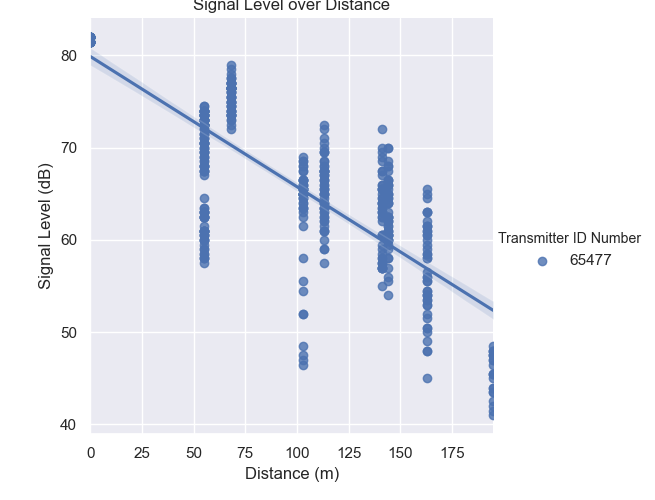 Signal Level over Distance
80
70
60
50
40
Signal Level (dB)
0 25 50 75 100 125 150 175
Distance (m)
Transmitter ID Number
65477